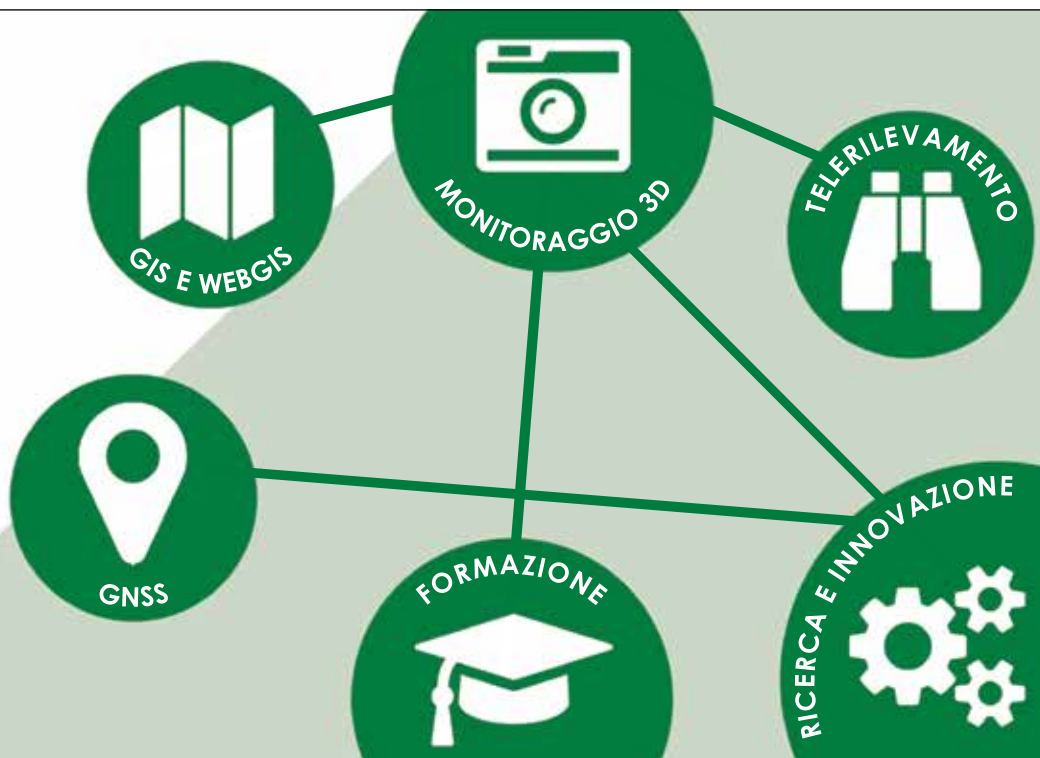 MONITORAGGIO 3D
GIS E WEBGIS
TELERILEVAMENTO
GNSS
FORMAZIONE
RICERCA E INNOVAZIONE